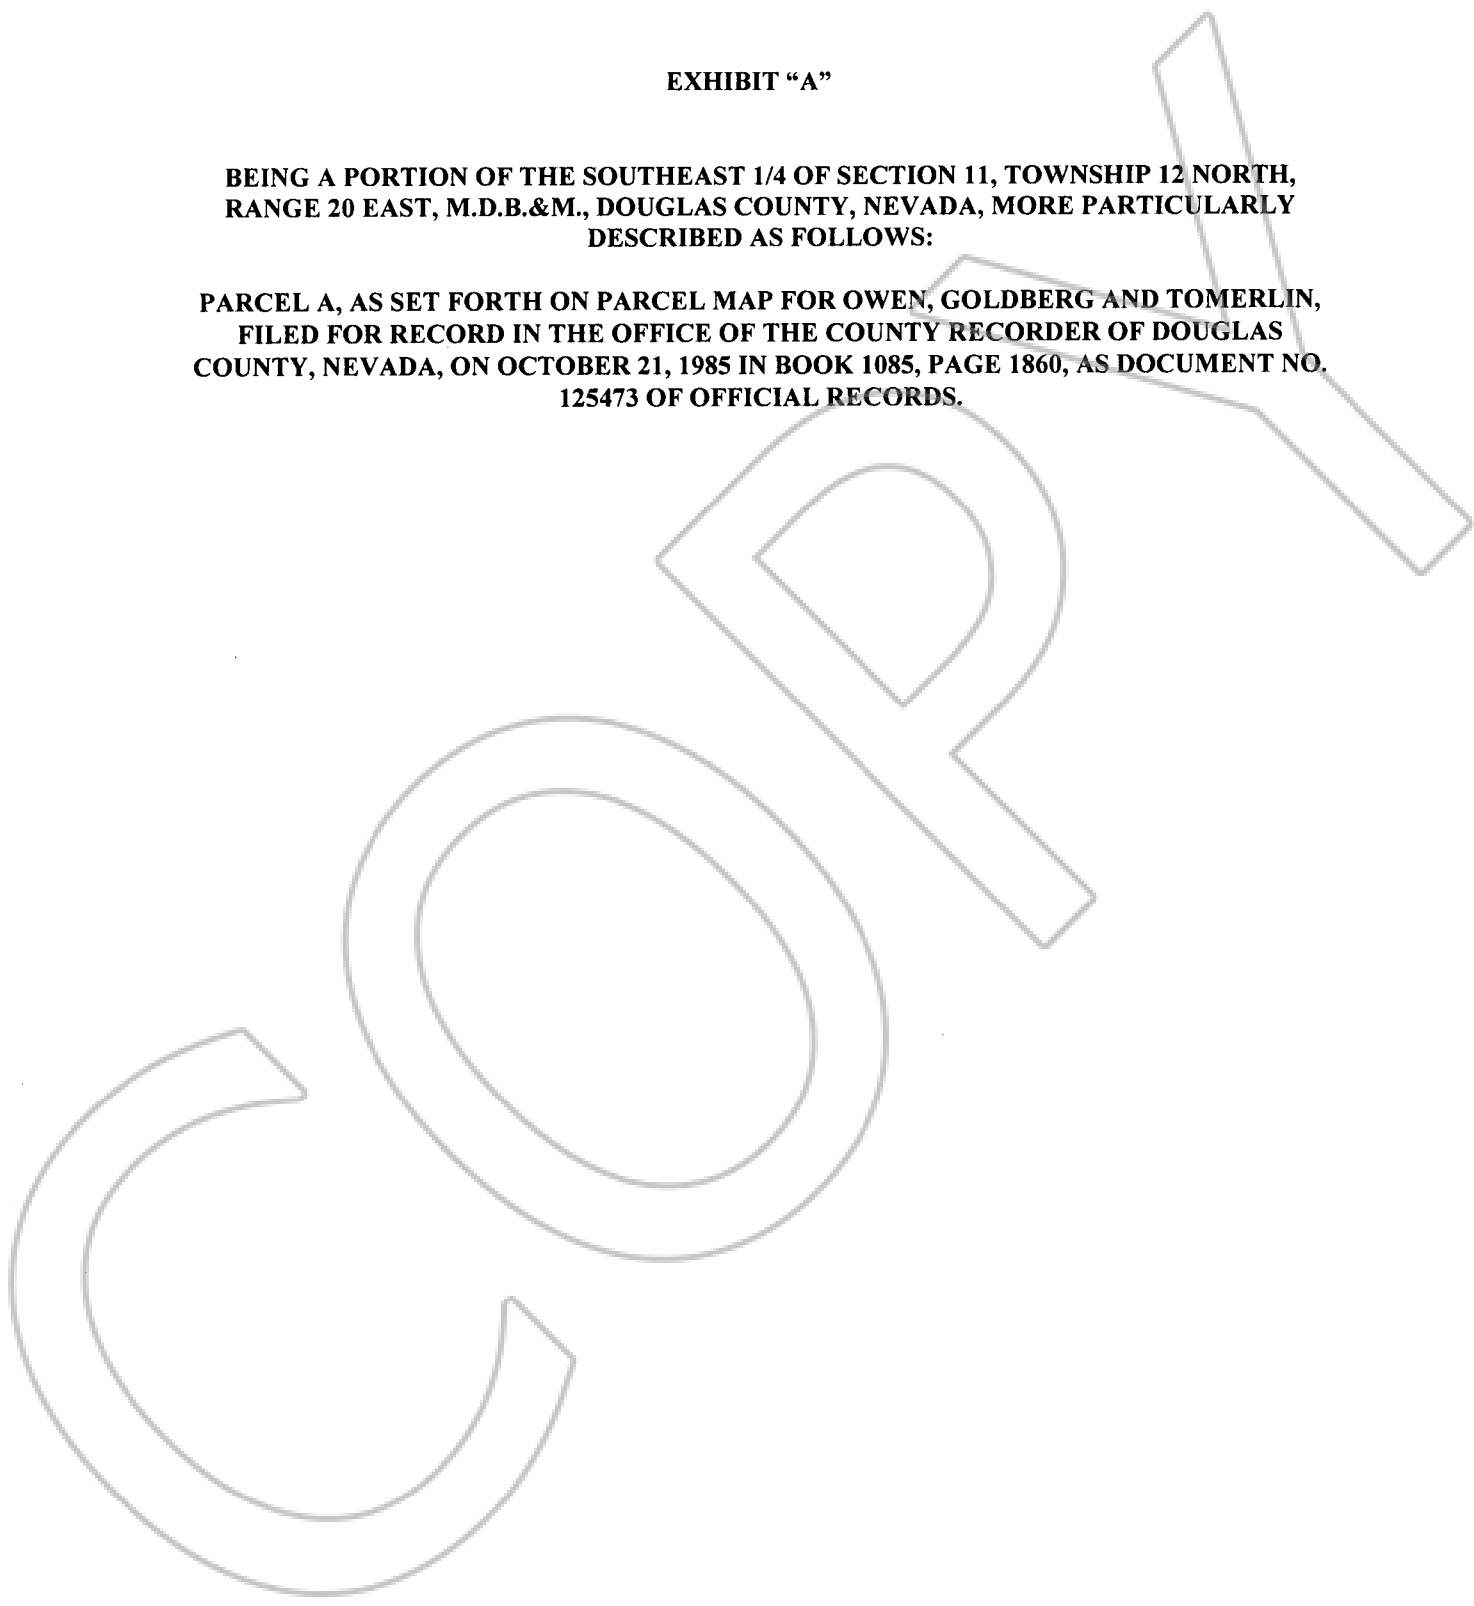 EXHIBIT “A”
BEING A PORTION OF THE SOUTHEAST 1/4 OF SECTION 11, TOWNSHIP 12 NORTH,
RANGE 20 EAST, M.D.B.&M., DOUGLAS COUNTY, NEVADA, MORE PARTICULARLY
DESCRIBED AS FOLLOWS:
PARCEL A, AS SET FORTH ON PARCEL MAP FOR OWEN, GOLDBERG AND TOMERLIN,
FILED FOR RECORD IN THE OFFICE OF THE COUNTY RECORDER OF DOUGLAS
COUNTY, NEVADA, ON OCTOBER 21, 1985 IN BOOK 1085, PAGE 1860, AS DOCUMENT NO.
125473 OF OFFICIAL RECORDS.
COPY